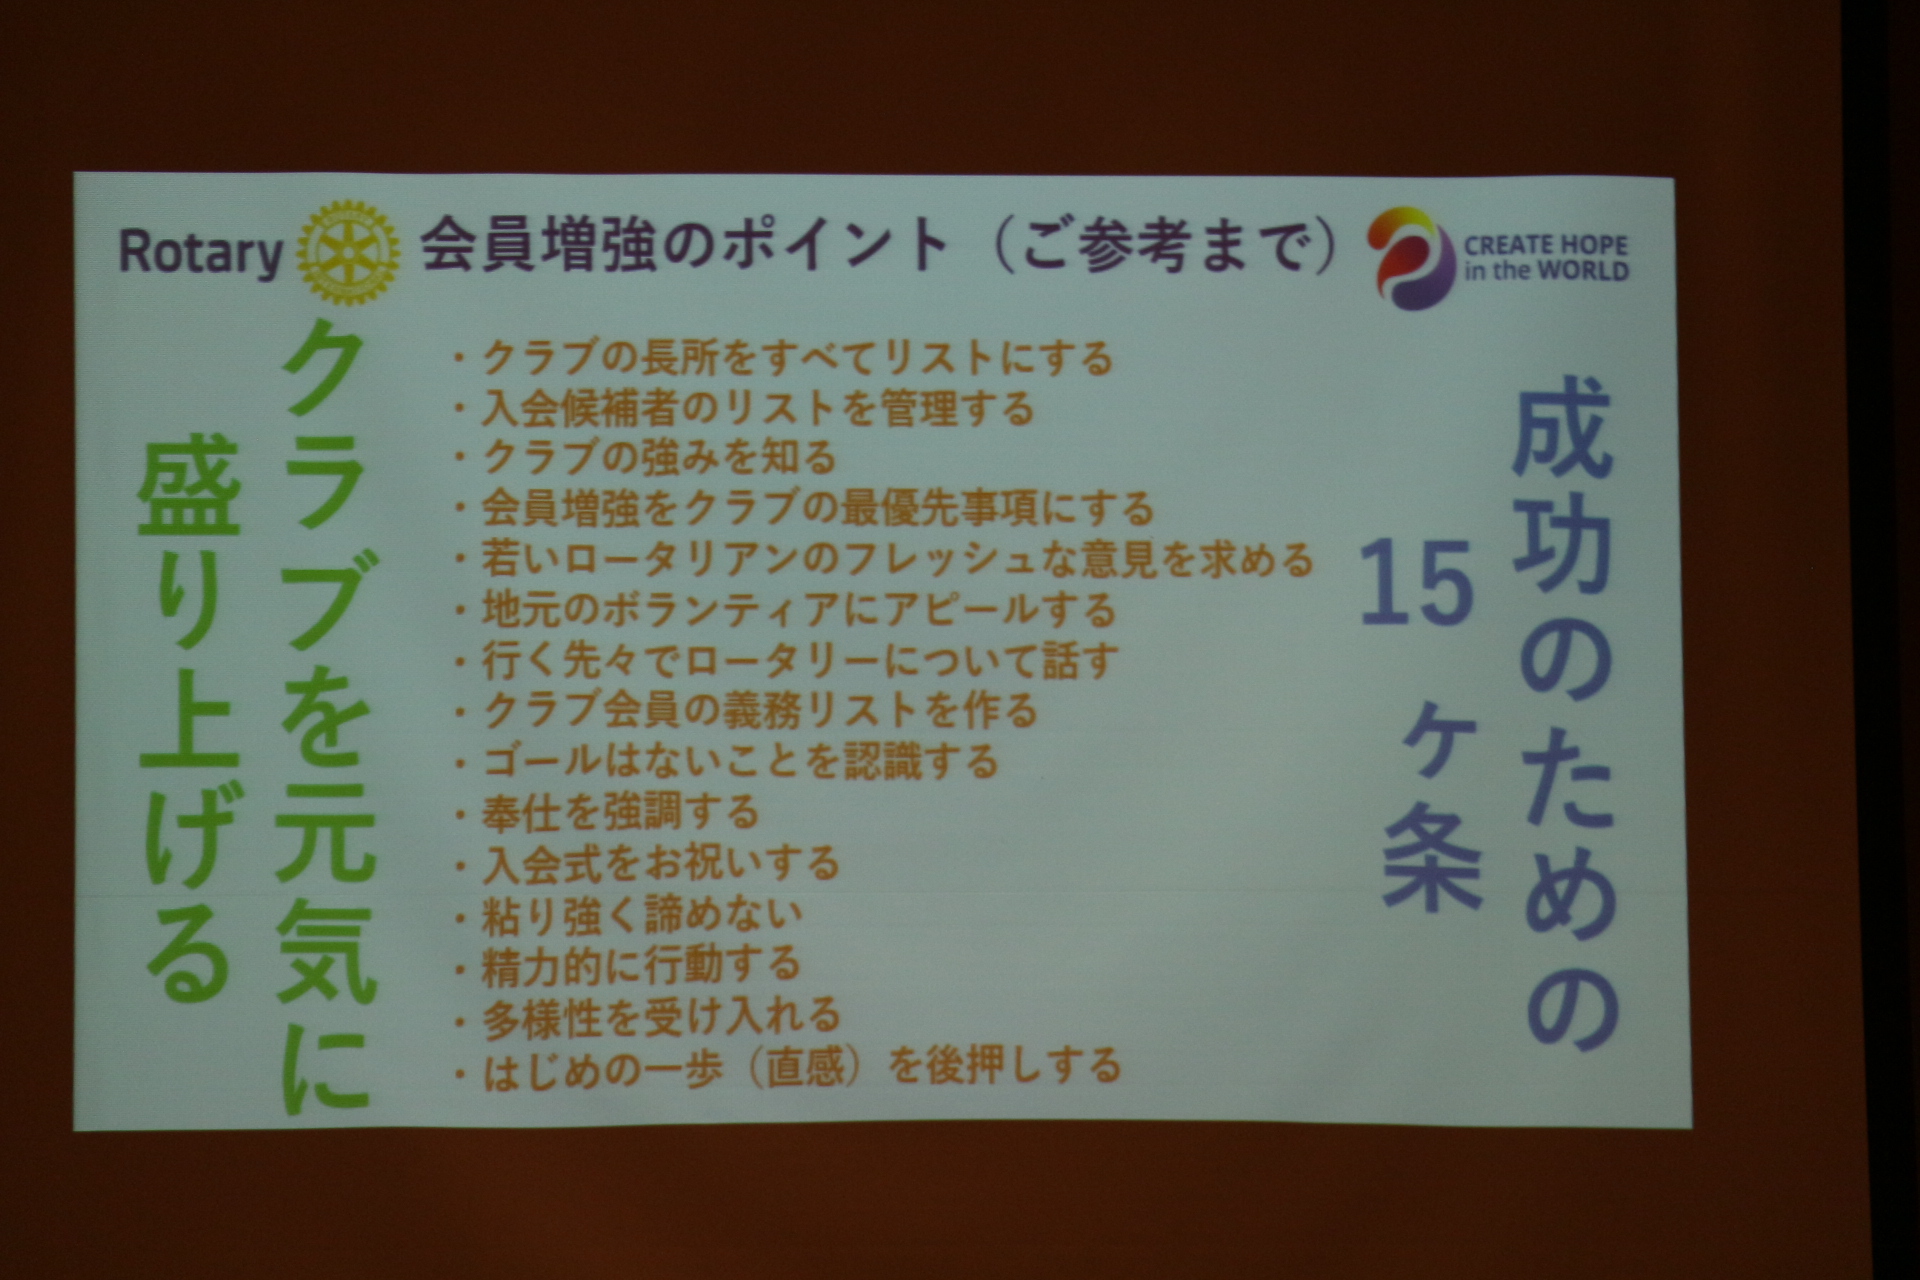 Rotary
会員増強のポイント（ご参考まで）
CREATE HOPE
in the WORLD
クラブを元気に
盛り上げる
・クラブの長所をすべてリストにする
・入会候補者のリストを管理する
・クラブの強みを知る
・会員増強をクラブの最優先事項にする
・若いロータリアンのフレッシュな意見を求める
・地元のボランティアにアピールする
・行く先々でロータリーについて話す
・クラブ会員の義務リストを作る
・ゴールはないことを認識する
・奉仕を強調する
・入会式をお祝いする
・粘り強く諦めない
・精力的に行動する
・多様性を受け入れる
・はじめの一歩（直感）を後押しする
成功のための
15ヶ条